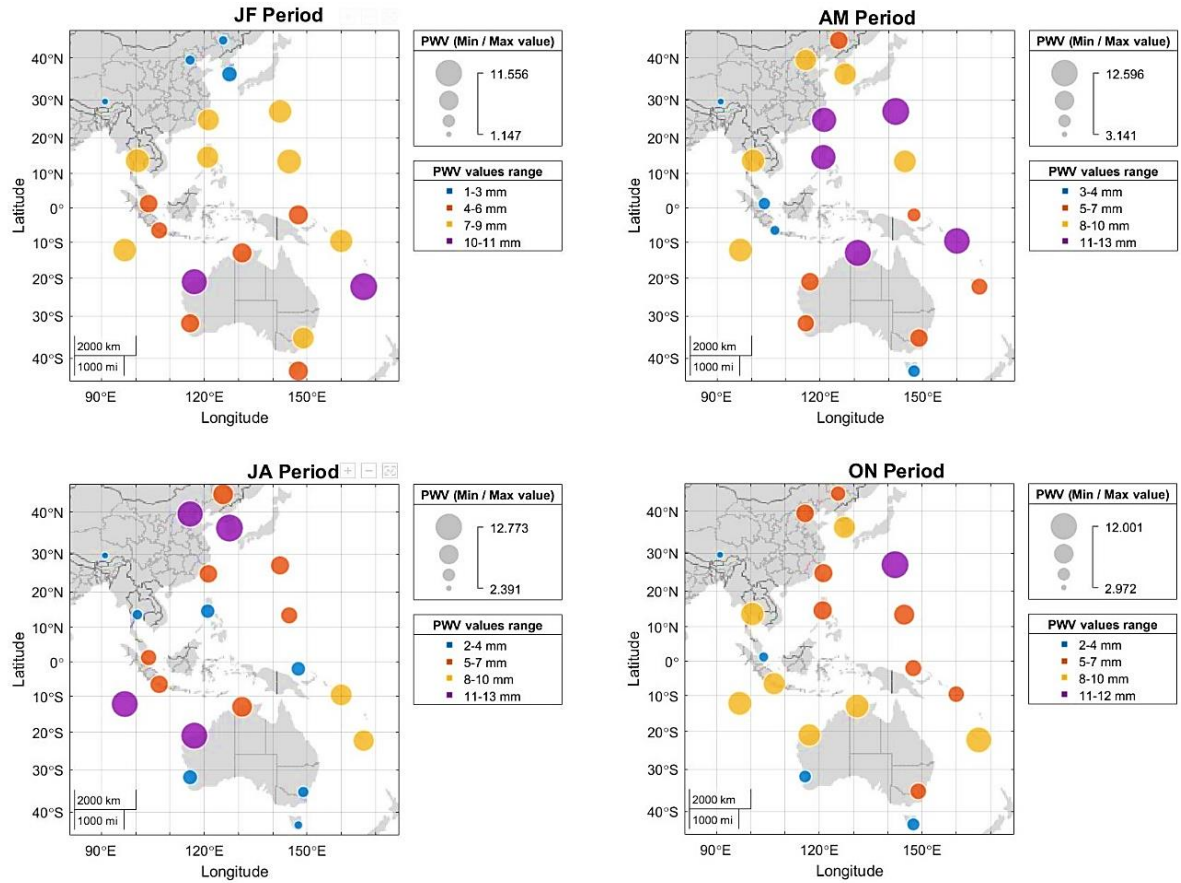 JF Period
40°N
30°N
20°N
10°N
0°
10°S
20°S
30°S
40°S
Latitude
2000 km
1000 mi
90°E 120°E 150°E
Longitude
PWV (Min / Max value)
11.556
1.147
PWV values range
1-3 mm
4-6 mm
7-9 mm
10-11 mm
AM Period
40°N
30°N
20°N
10°N
0°
10°S
20°S
30°S
40°S
Latitude
2000 km
1000 mi
90°E 120°E 150°E
Longitude
PWV (Min / Max value)
12.596
3.141
PWV values range
3-4 mm
5-7 mm
8-10 mm
11-13 mm
JA Period
40°N
30°N
20°N
10°N
0°
10°S
20°S
30°S
40°S
Latitude
2000 km
1000 mi
90°E 120°E 150°E
Longitude
PWV (Min / Max value)
12.773
2.391
PWV values range
2-4 mm
5-7 mm
8-10 mm
11-13 mm
ON Period
40°N
30°N
20°N
10°N
0°
10°S
20°S
30°S
40°S
Latitude
2000 km
1000 mi
90°E 120°E 150°E
Longitude
PWV (Min / Max value)
12.001
2.972
PWV values range
2-4 mm
5-7 mm
8-10 mm
11-12 mm